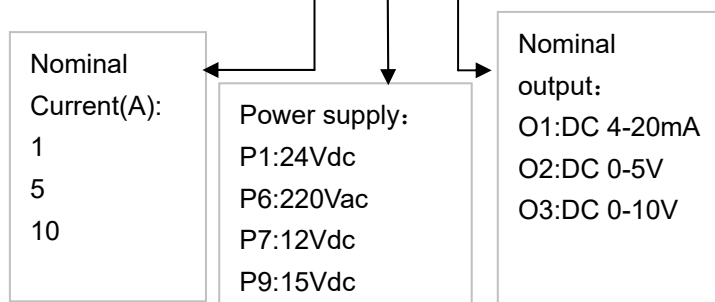 Nominal
Current(A):
1
5
10
Power supply：
P1:24Vdc
P6:220Vac
P7:12Vdc
P9:15Vdc
Nominal
output：
O1:DC 4-20mA
O2:DC 0-5V
O3:DC 0-10V